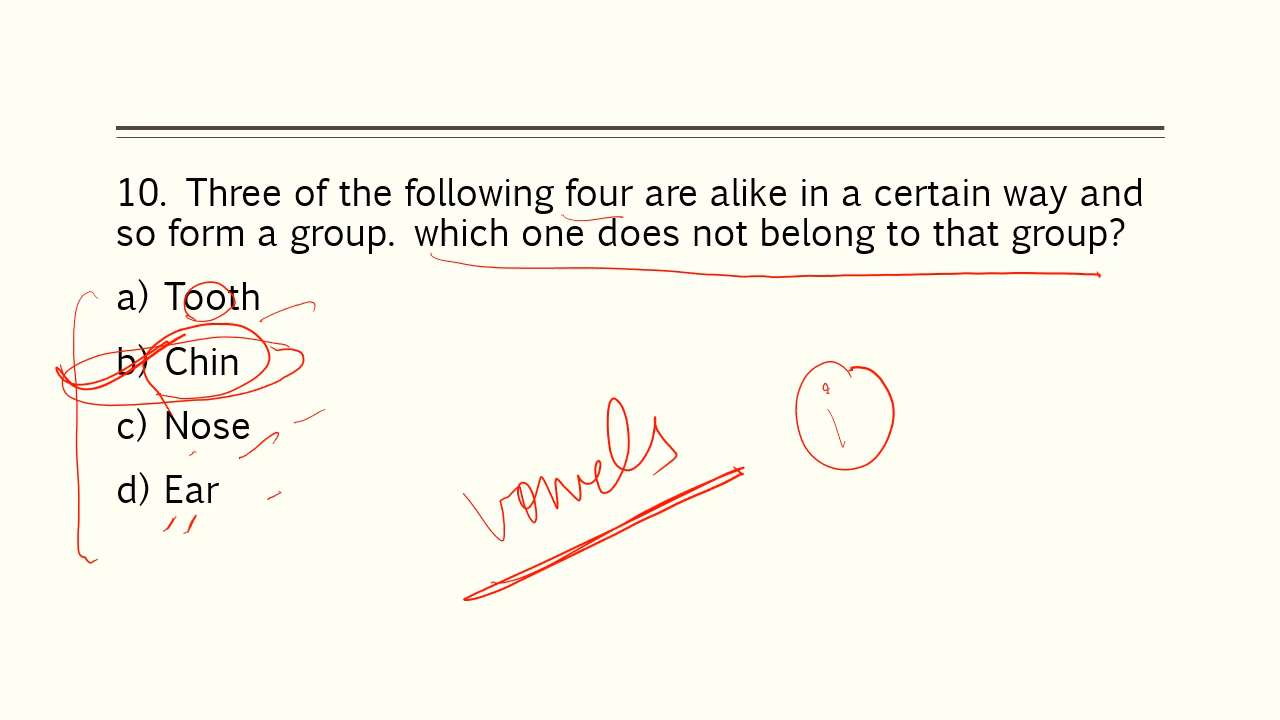 10. Three of the following four are alike in a certain way and
so form a group. which one does not belong to that group?
a) Tooth
b) Chin
c) Nose
d) Ear
vowels
i